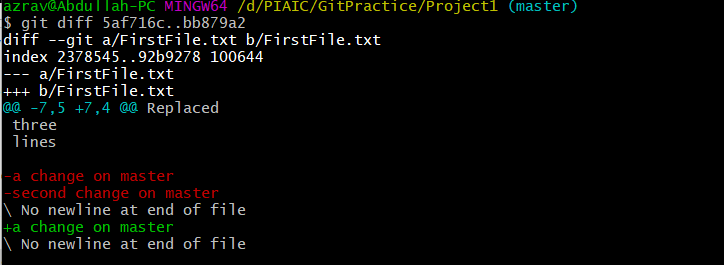 azrav@Abdullah-PC MINGW64 /d/PIAIC/GitPractice/Project1 (master)
$ git diff 5af716c..bb879a2
diff --git a/FirstFile.txt b/FirstFile.txt
index 2378545..92b9278 100644
--- a/FirstFile.txt
+++ b/FirstFile.txt
@@ -7,5 +7,4 @@ Replaced
 three
 lines

-a change on master
-second change on master
\ No newline at end of file
+a change on master
\ No newline at end of file